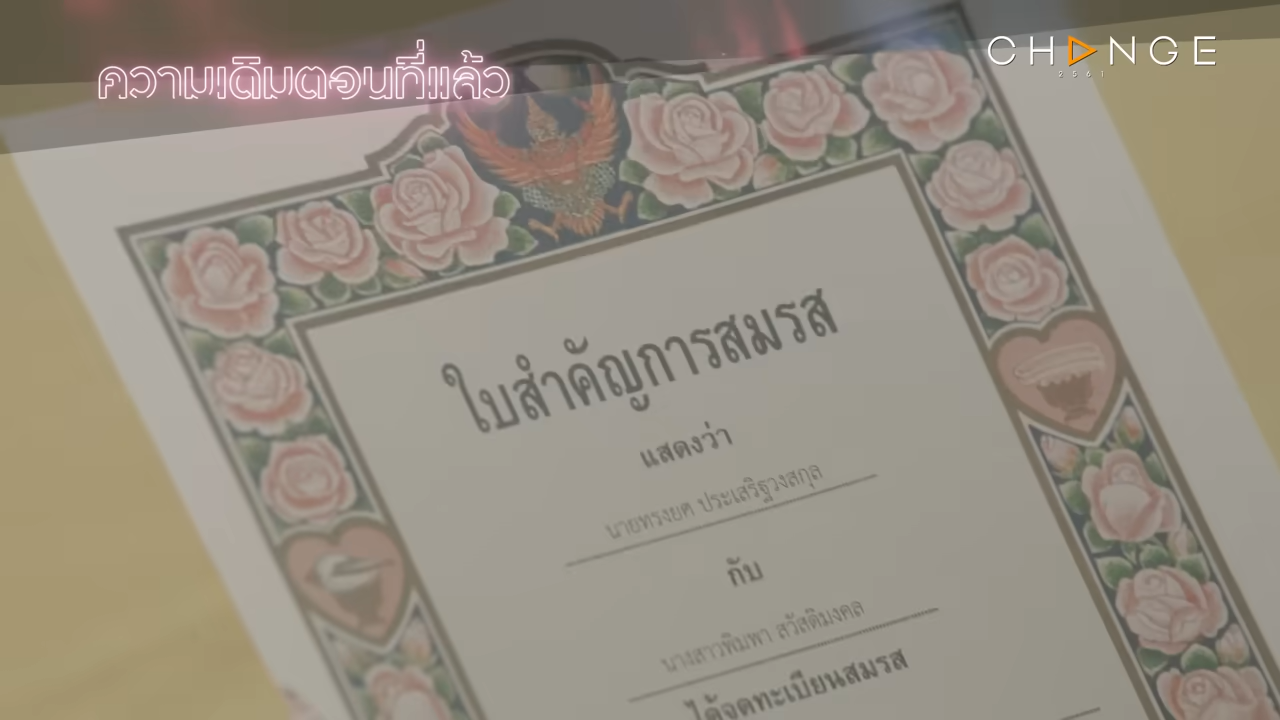 ความเดิมตอนที่แล้ว
CHANGE
2561
ใบสำคัญการสมรส
แสดงว่า
นายทรงยศ ประเสริฐวงสกุล
กับ
นางสาวพิมพา สวัสดิมงคล
ได้จดทะเบียนสมรส